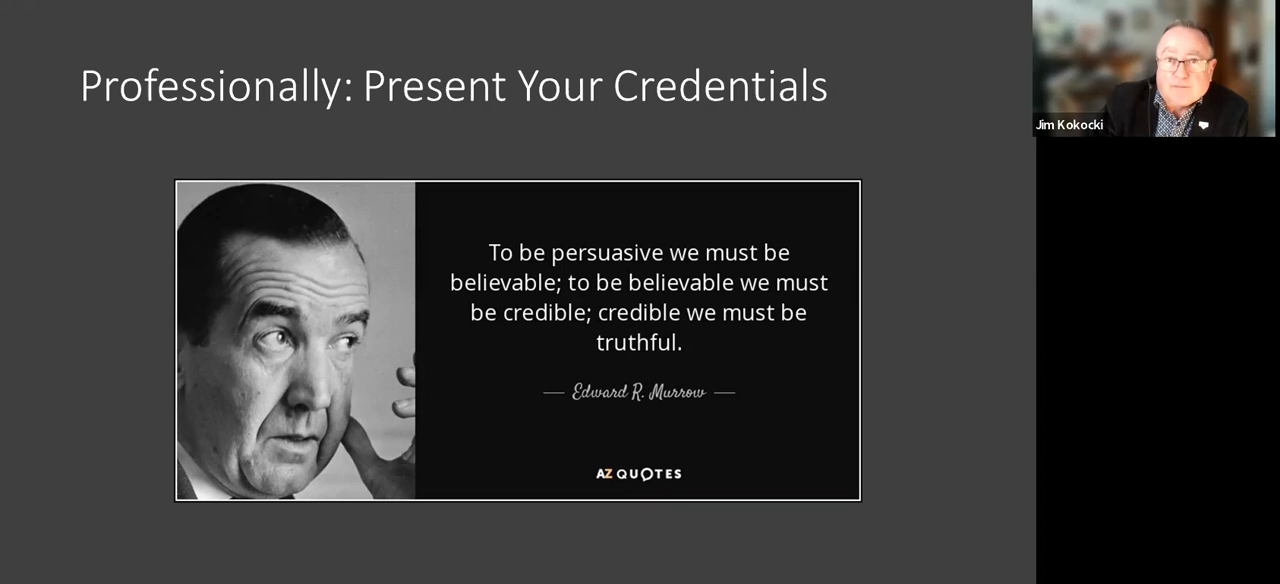 Professionally: Present Your Credentials
Jim Kokocki
To be persuasive we must be
believable; to be believable we must
be credible; credible we must be
truthful.
Edward R. Murrow
AZ QUOTES